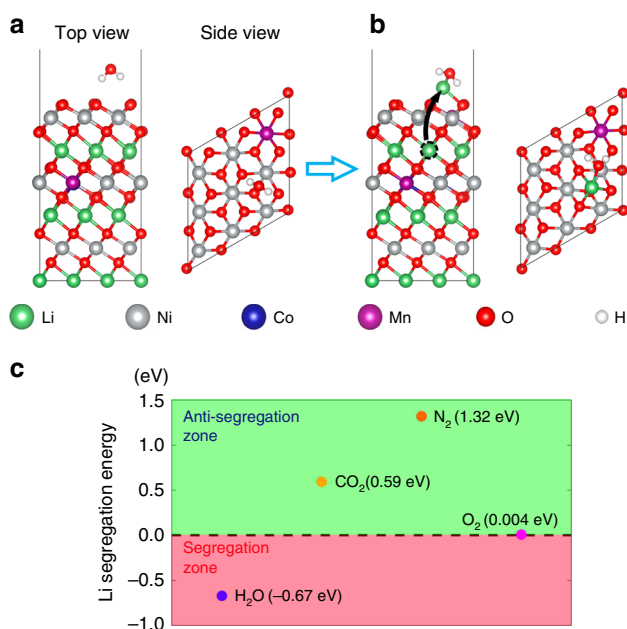 a
Top view
Side view
b
Li
Ni
Co
Mn
O
H
c
(eV)
Li segregation energy
1.5
1.0
0.5
0.0
−0.5
−1.0
Anti-segregation
zone
N₂ (1.32 eV)
CO₂(0.59 eV)
O₂ (0.004 eV)
Segregation
zone
H₂O (−0.67 eV)